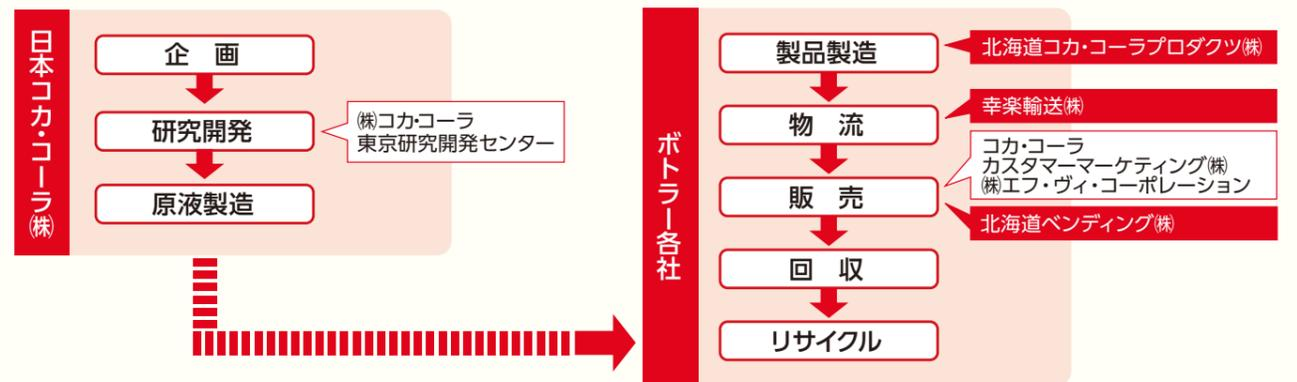 日本コカ・コーラ㈱
企　画
研究開発
㈱コカ・コーラ
東京研究開発センター
原液製造
ボトラー各社
製品製造
北海道コカ・コーラプロダクツ㈱
物　流
幸楽輸送㈱
販　売
コカ・コーラ
カスタマーマーケティング㈱
㈱エフ・ヴィ・コーポレーション
北海道ベンディング㈱
回　収
リサイクル